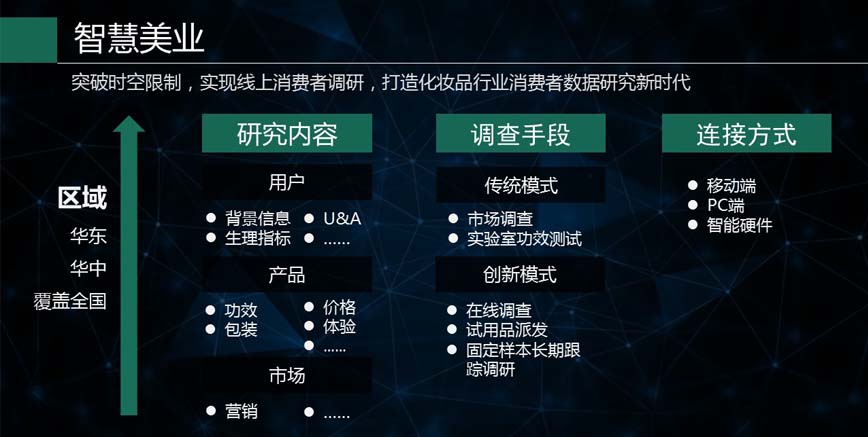 智慧美业
突破时空限制，实现线上消费者调研，打造化妆品行业消费者数据研究新时代
区域
华东
华中
覆盖全国
研究内容
用户
背景信息
U&A
生理指标
……
产品
功效
价格
包装
体验
……
市场
营销
……
调查手段
传统模式
市场调查
实验室功效测试
创新模式
在线调查
试用品派发
固定样本长期跟
踪调研
连接方式
移动端
PC端
智能硬件